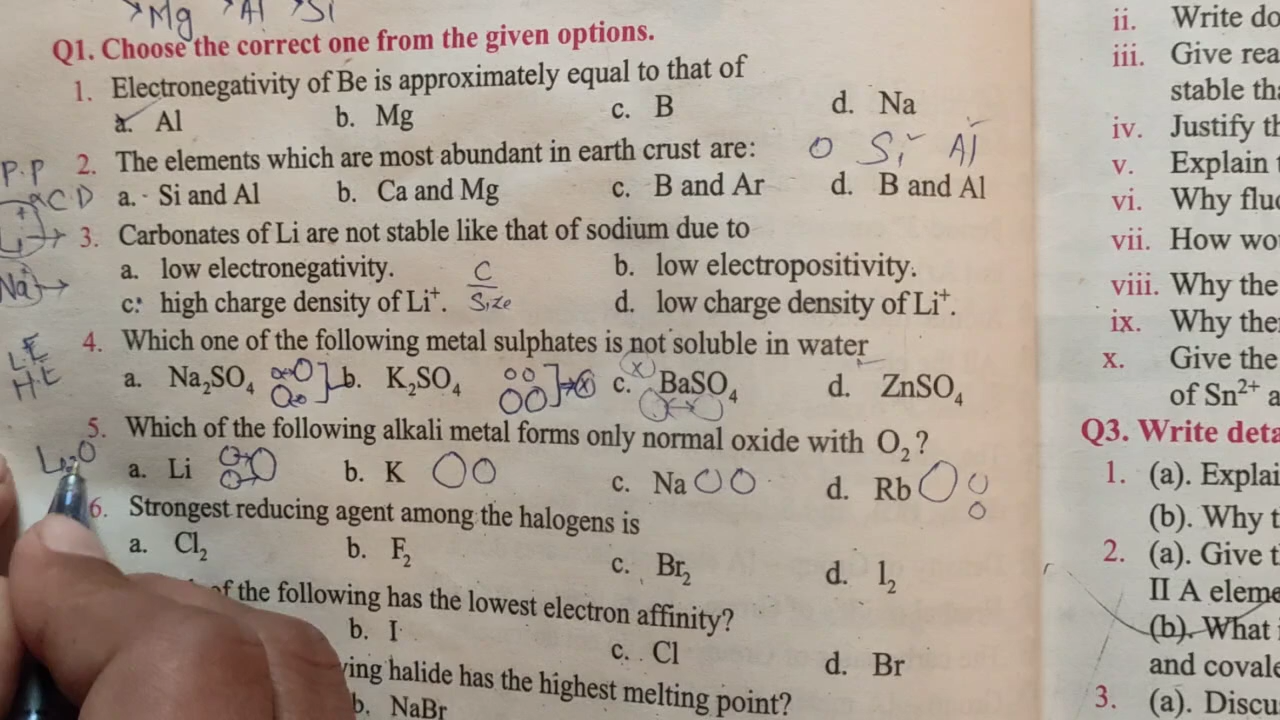 Mg Al Si
Q1. Choose the correct one from the given options.
1. Electronegativity of Be is approximately equal to that of
a. Al b. Mg c. B d. Na
2. The elements which are most abundant in earth crust are: O Si Al
P.P
a. Si and Al b. Ca and Mg c. B and Ar d. B and Al
C.D
3. Carbonates of Li are not stable like that of sodium due to
Li+
a. low electronegativity. b. low electropositivity.
Na+
c. high charge density of Li⁺. d. low charge density of Li⁺.
C
Size
4. Which one of the following metal sulphates is not soluble in water
L.E
H.E
a. Na₂SO₄ b. K₂SO₄ c. BaSO₄ d. ZnSO₄
5. Which of the following alkali metal forms only normal oxide with O₂?
a. Li b. K c. Na d. Rb
6. Strongest reducing agent among the halogens is
a. Cl₂ b. F₂ c. Br₂ d. I₂
of the following has the lowest electron affinity?
b. I c. Cl d. Br
ving halide has the highest melting point?
b. NaBr
ii. Write do
iii. Give rea
stable tha
iv. Justify th
v. Explain t
vi. Why fluo
vii. How wo
viii. Why the
ix. Why the
x. Give the
of Sn²⁺ a
Q3. Write deta
1. (a). Explai
(b). Why t
2. (a). Give t
II A eleme
(b). What i
and covale
3. (a). Discu